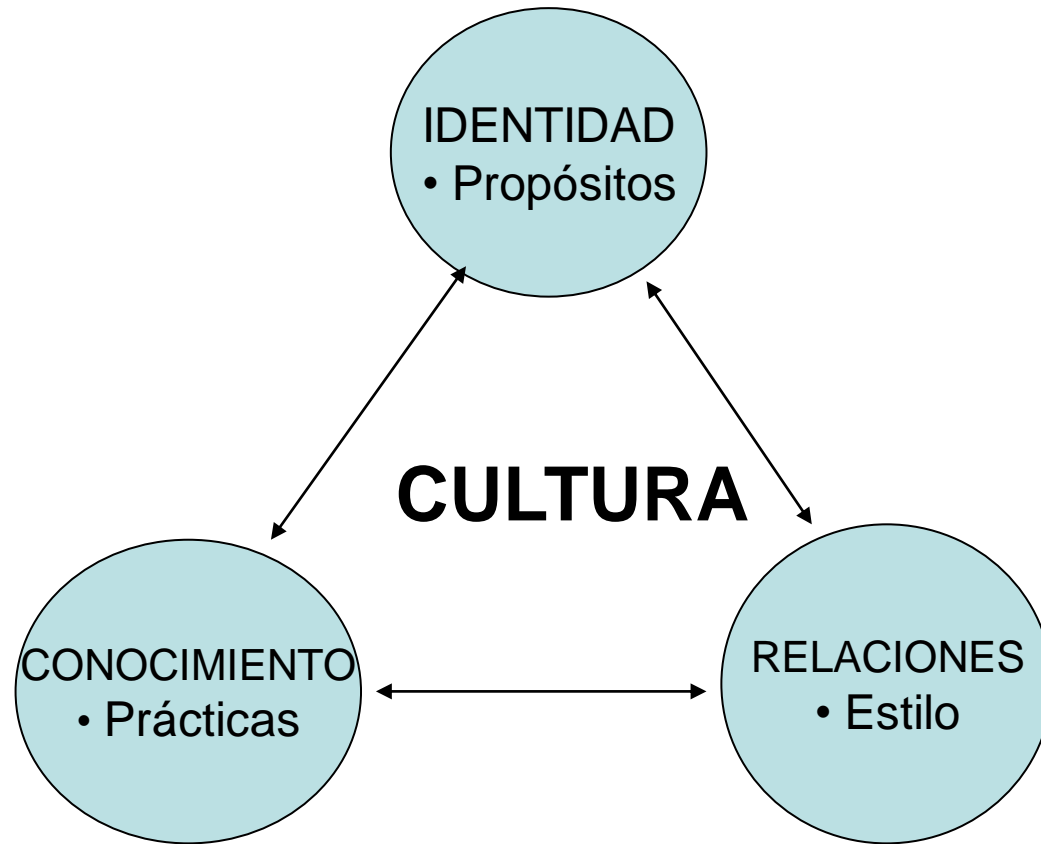 IDENTIDAD
• Propósitos
CULTURA
CONOCIMIENTO
• Prácticas
RELACIONES
• Estilo